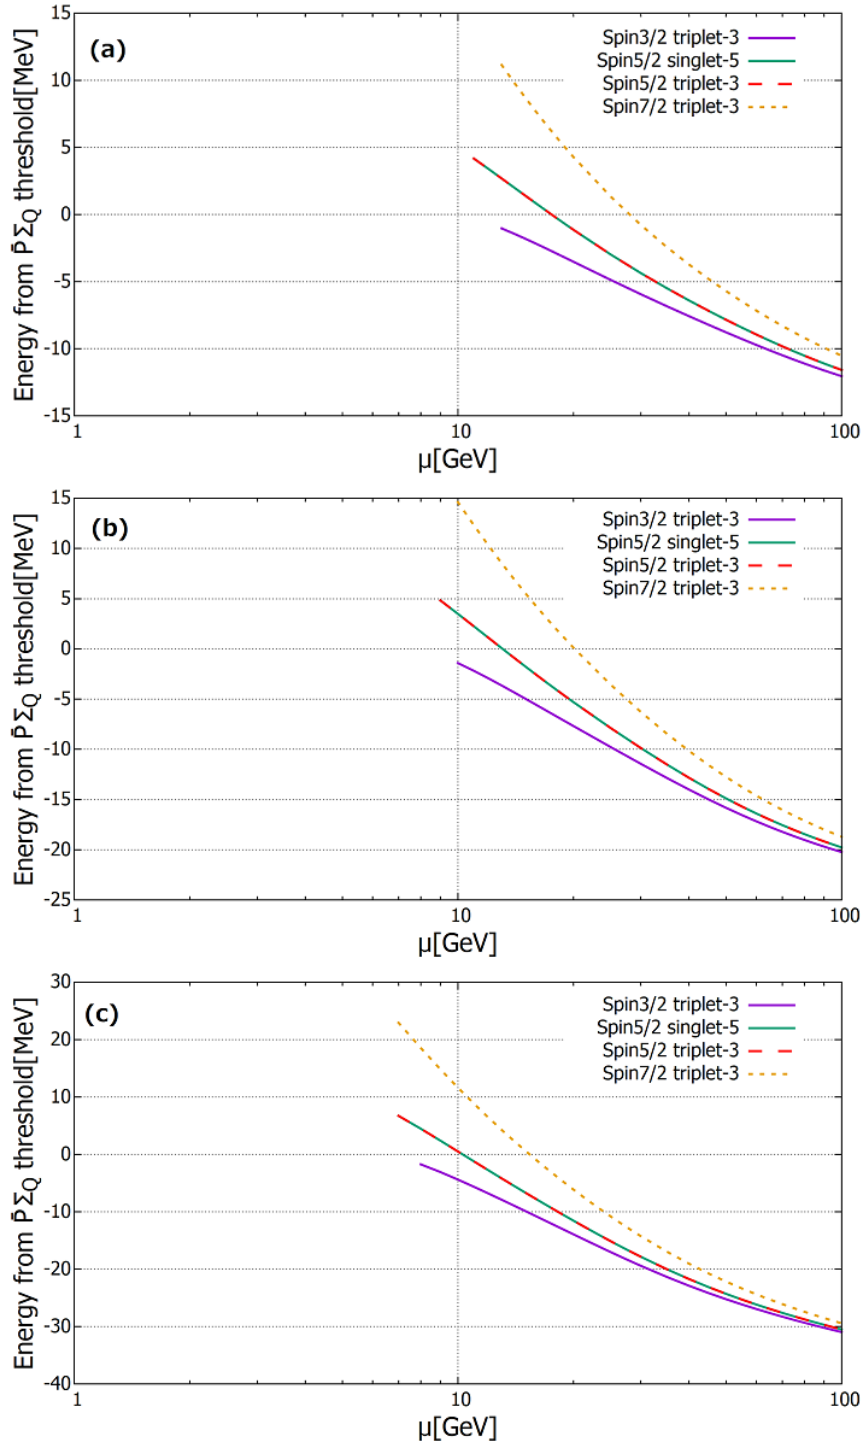 (a)
Spin3/2 triplet-3
Spin5/2 singlet-5
Spin5/2 triplet-3
Spin7/2 triplet-3
Energy from P̄Σ_Q threshold[MeV]
15
10
5
0
-5
-10
-15
1
10
100
μ[GeV]
(b)
Spin3/2 triplet-3
Spin5/2 singlet-5
Spin5/2 triplet-3
Spin7/2 triplet-3
Energy from P̄Σ_Q threshold[MeV]
15
10
5
0
-5
-10
-15
-20
-25
1
10
100
μ[GeV]
(c)
Spin3/2 triplet-3
Spin5/2 singlet-5
Spin5/2 triplet-3
Spin7/2 triplet-3
Energy from P̄Σ_Q threshold[MeV]
30
20
10
0
-10
-20
-30
-40
1
10
100
μ[GeV]